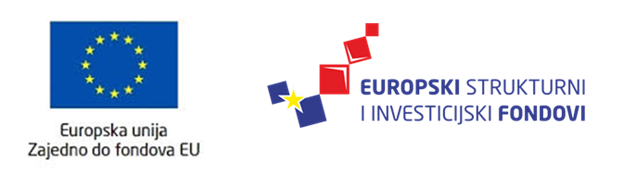 Europska unija
Zajedno do fondova EU
EUROPSKI STRUKTURNI
I INVESTICIJSKI FONDOVI